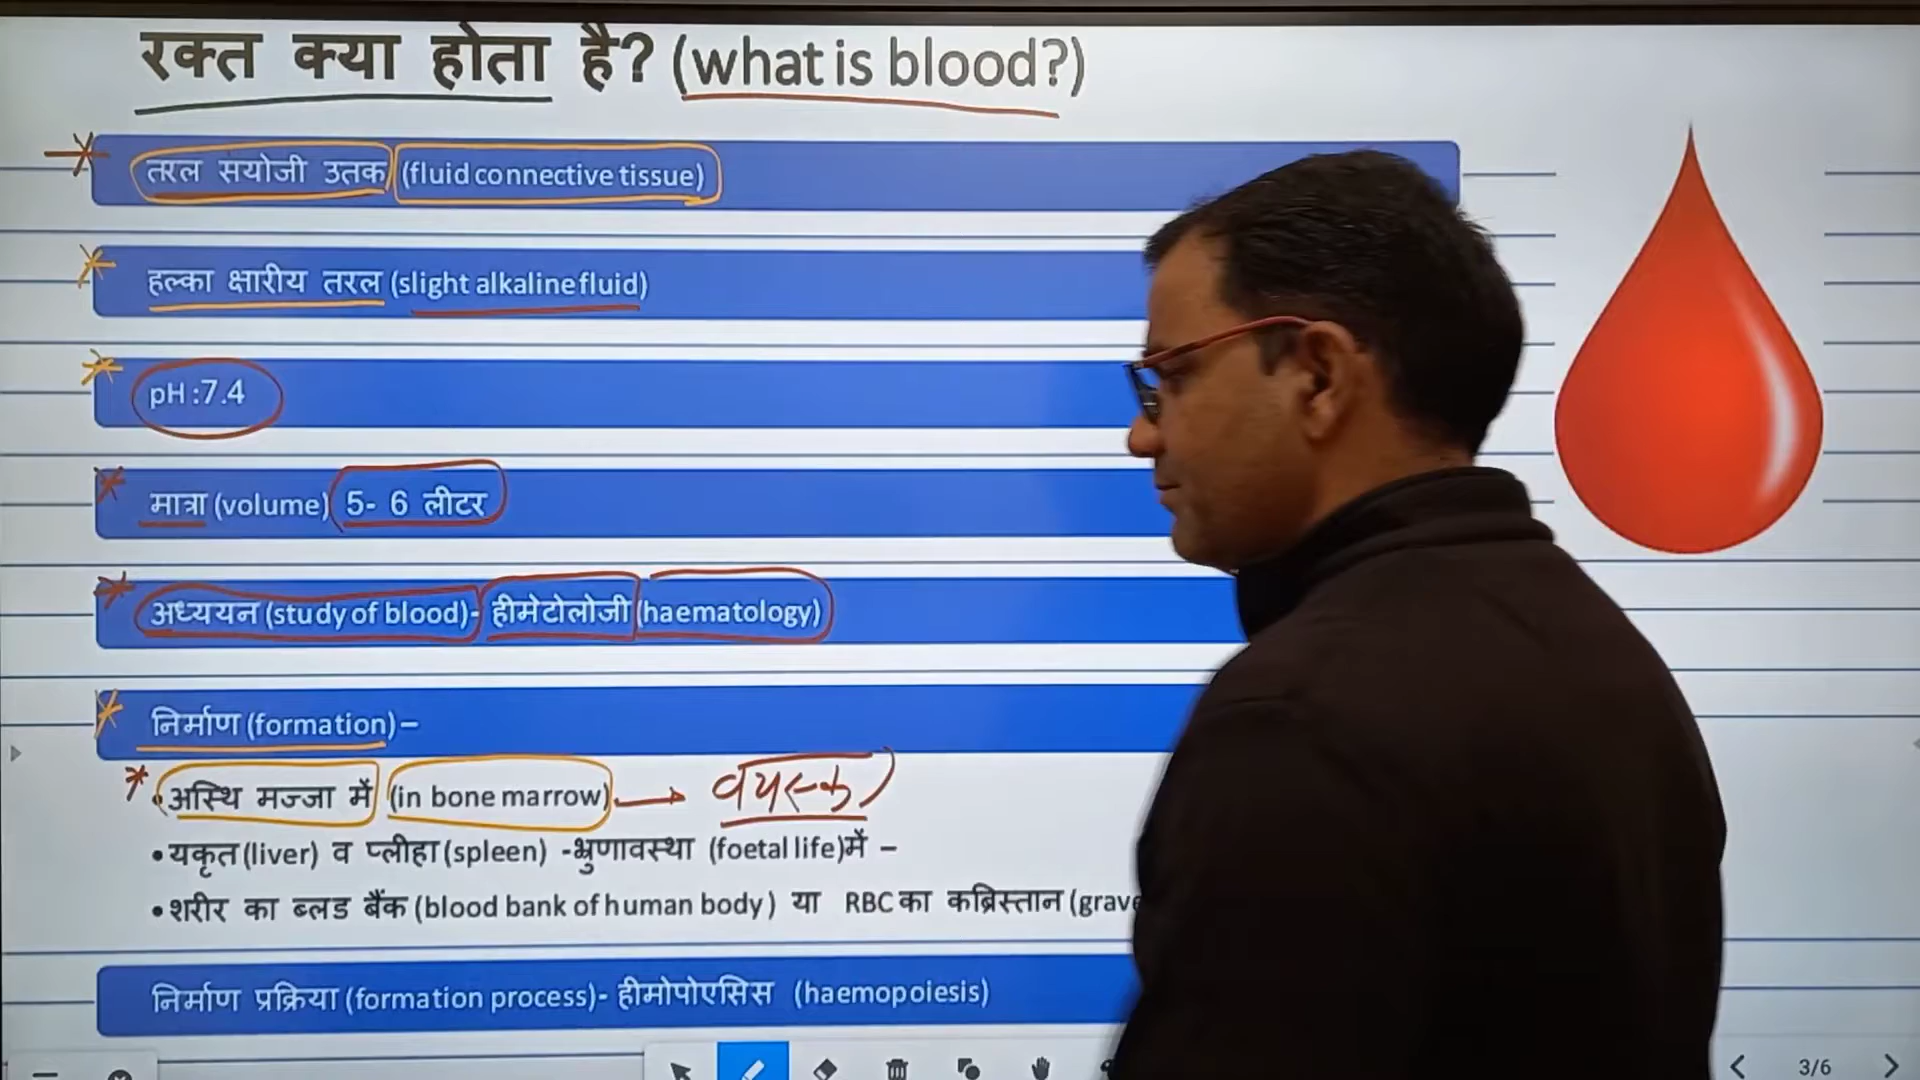 रक्त क्या होता है? (what is blood?)
तरल सयोजी उतक (fluid connective tissue)
हल्का क्षारीय तरल (slight alkaline fluid)
pH :7.4
मात्रा (volume) 5- 6 लीटर
अध्ययन (study of blood)- हीमेटोलोजी (haematology)
निर्माण (formation) –
•अस्थि मज्जा में (in bone marrow) → वयस्क
•यकृत (liver) व प्लीहा (spleen) -भ्रुणावस्था (foetal life)में –
•शरीर का ब्लड बैंक (blood bank of human body) या RBC का कब्रिस्तान
निर्माण प्रक्रिया (formation process)- हीमोपोएसिस (haemopoiesis)
3/6